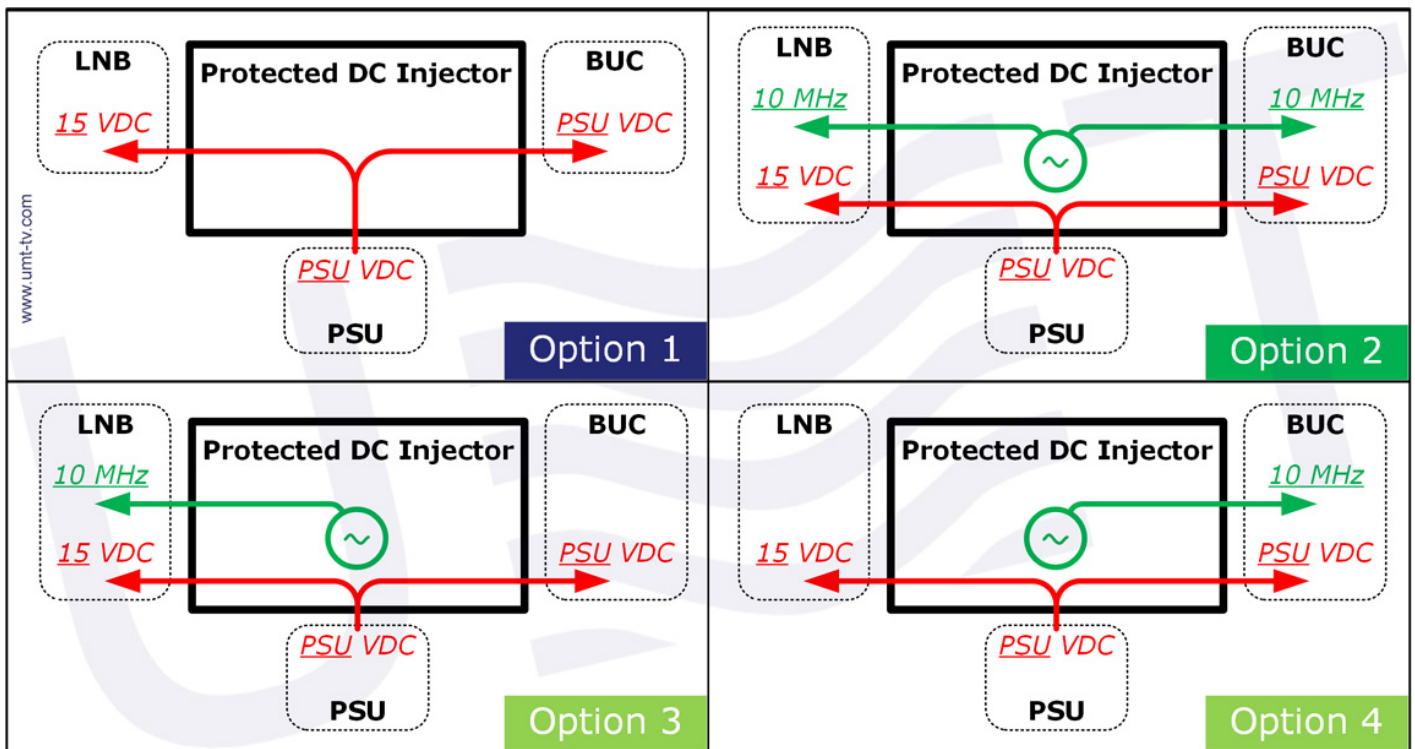 www.umt-tv.com
LNB
Protected DC Injector
BUC
15 VDC
PSU VDC
PSU VDC
PSU
Option 1
LNB
Protected DC Injector
BUC
10 MHz
10 MHz
15 VDC
PSU VDC
PSU VDC
PSU
Option 2
LNB
Protected DC Injector
BUC
10 MHz
15 VDC
PSU VDC
PSU VDC
PSU
Option 3
LNB
Protected DC Injector
BUC
10 MHz
15 VDC
PSU VDC
PSU VDC
PSU
Option 4